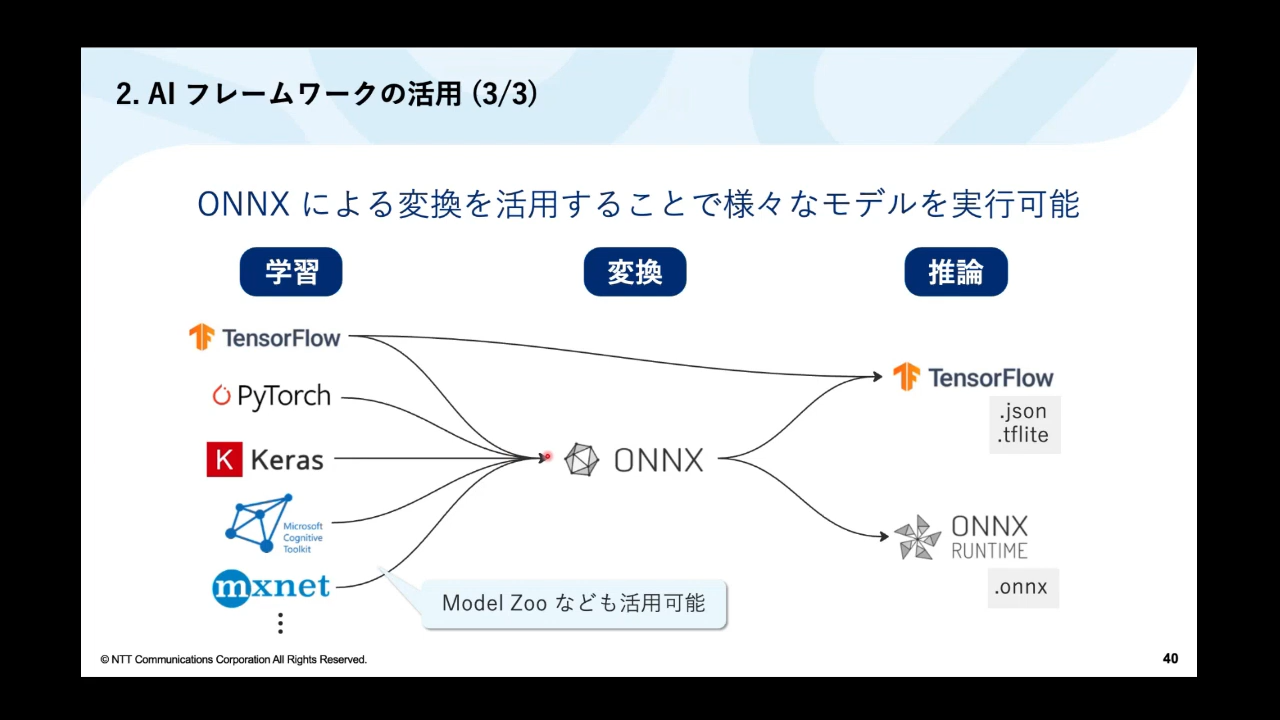 2. AI フレームワークの活用 (3/3)
ONNX による変換を活用することで様々なモデルを実行可能
学習
変換
推論
TensorFlow
PyTorch
K Keras
Microsoft
Cognitive
Toolkit
mxnet
ONNX
Model Zoo なども活用可能
TensorFlow
.json
.tflite
ONNX
RUNTIME
.onnx
© NTT Communications Corporation All Rights Reserved.
40